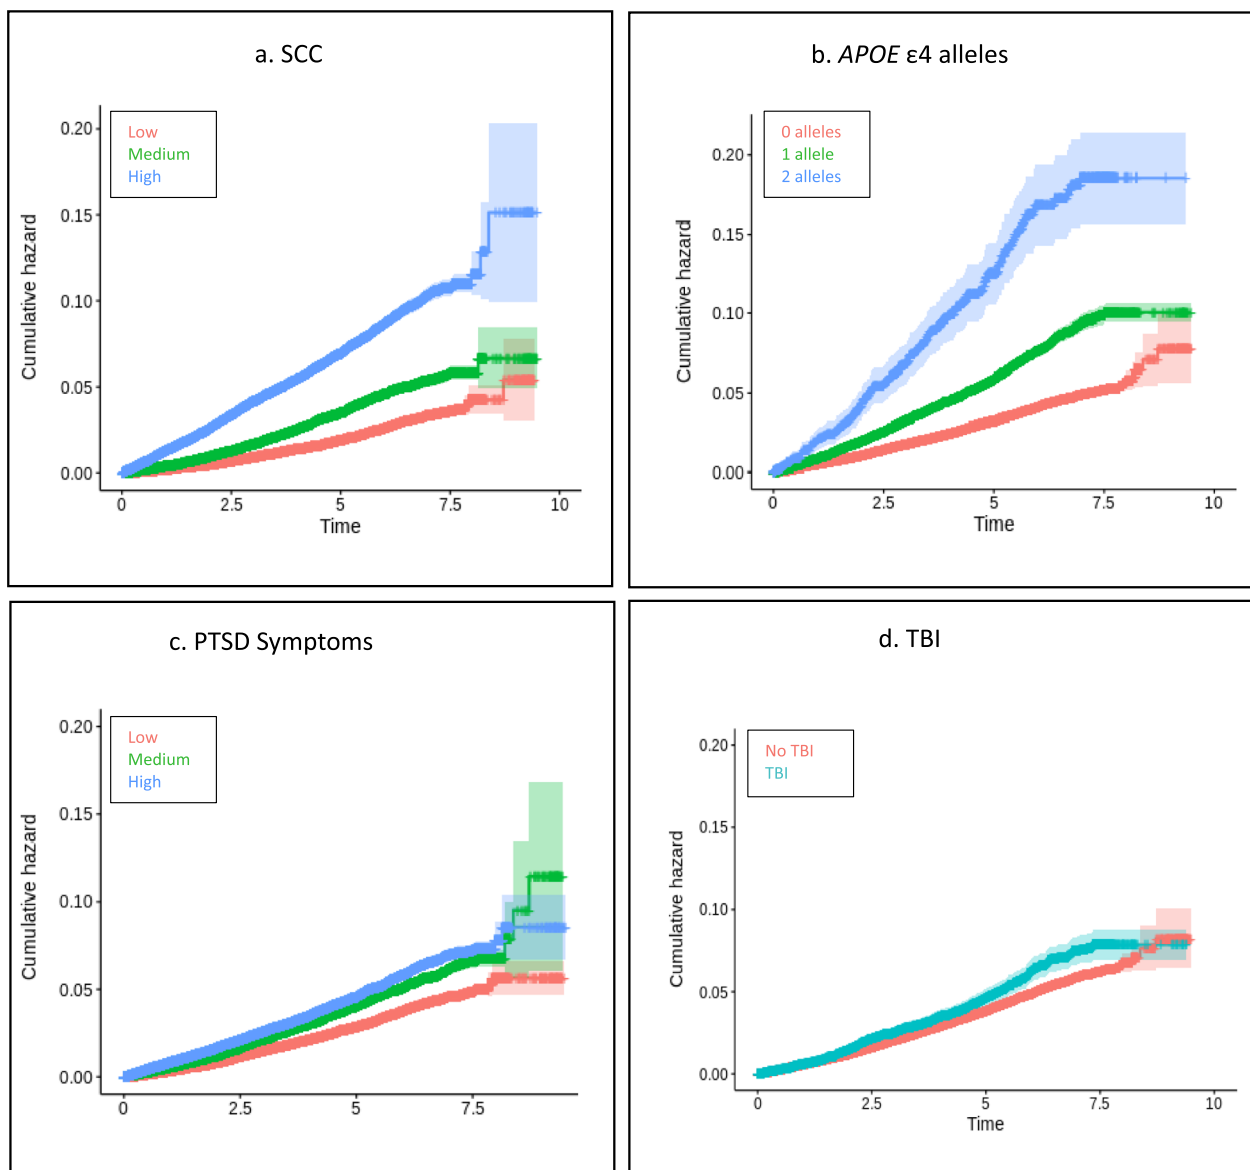 a. SCC
Low
Medium
High
0.20
0.15
0.10
0.05
0.00
Cumulative hazard
0
2.5
5
7.5
10
Time
b. APOE ε4 alleles
0 alleles
1 allele
2 alleles
0.20
0.15
0.10
0.05
0.00
Cumulative hazard
0
2.5
5
7.5
10
Time
c. PTSD Symptoms
Low
Medium
High
0.20
0.15
0.10
0.05
0.00
Cumulative hazard
0
2.5
5
7.5
d. TBI
No TBI
TBI
0.20
0.15
0.10
0.05
0.00
Cumulative hazard
0
2.5
5
7.5
10
Time